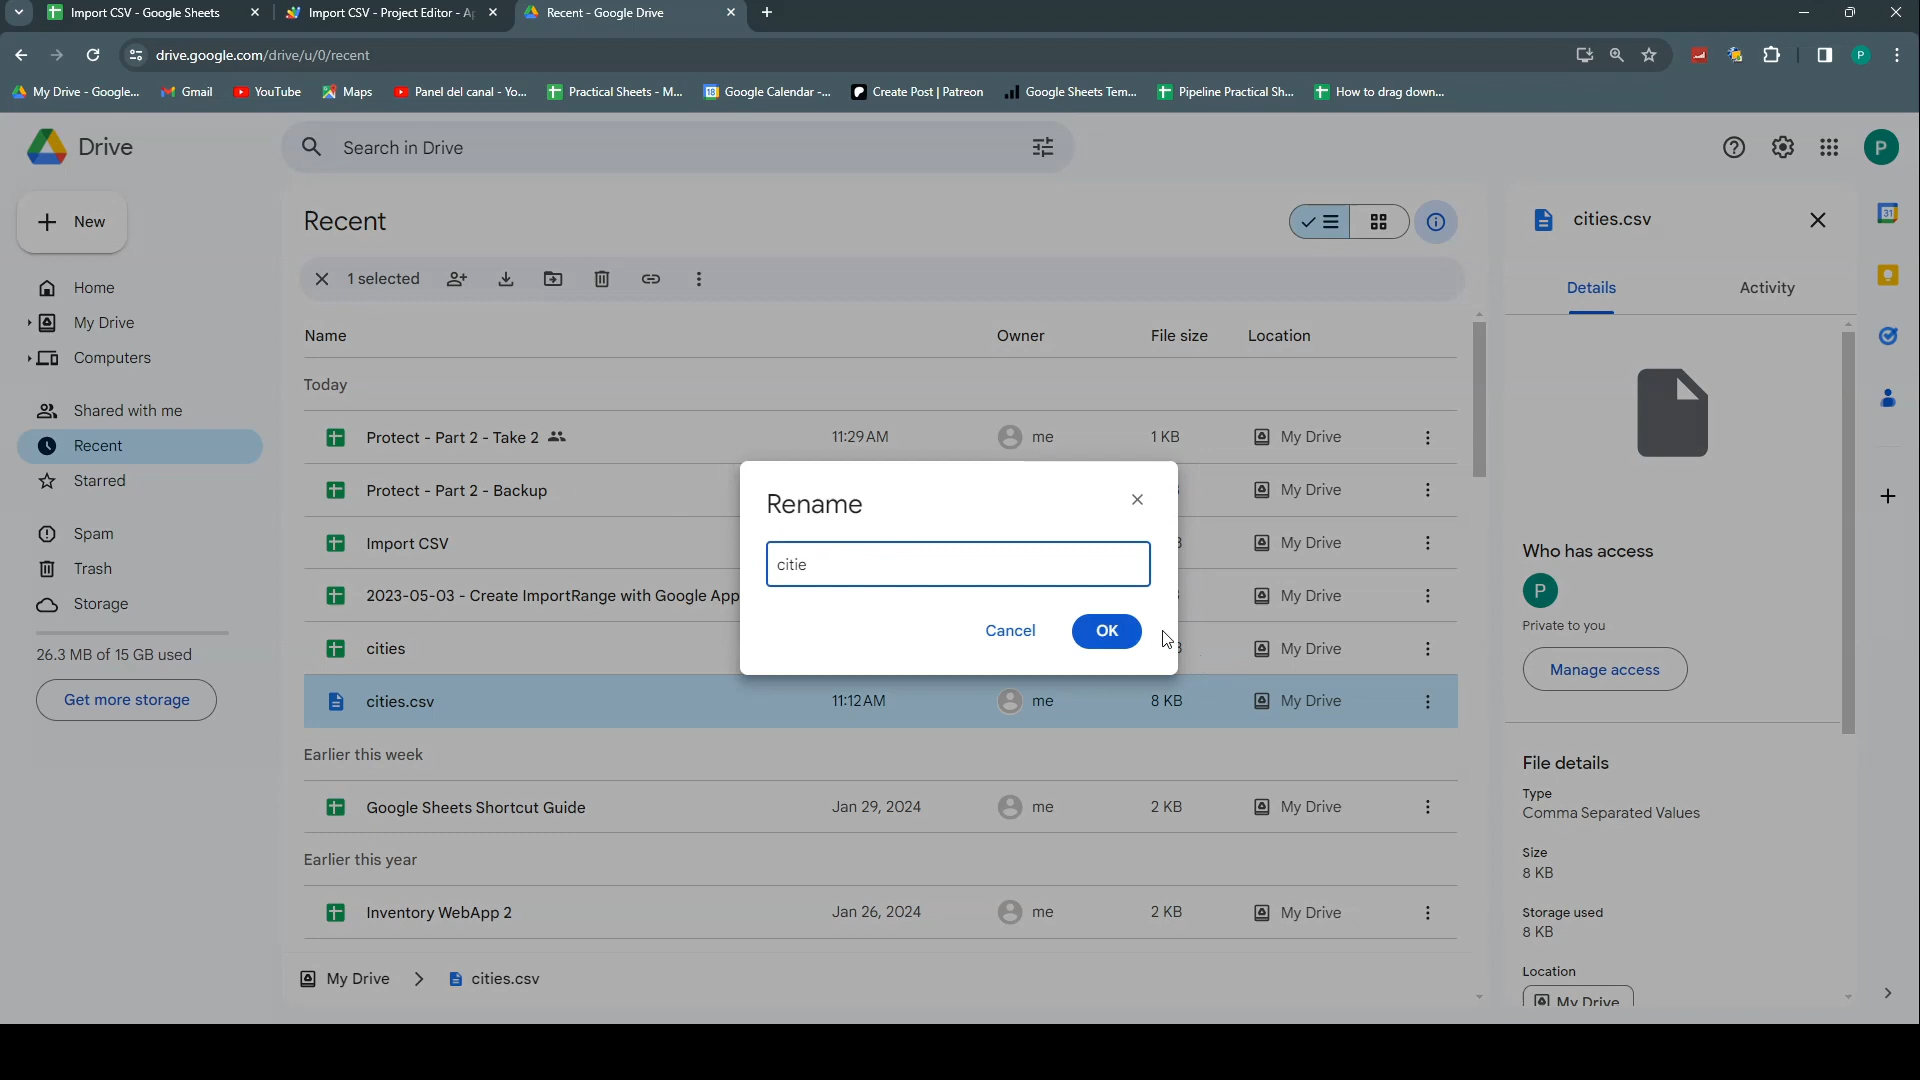 Import CSV - Google Sheets
Import CSV - Project Editor - Ap
Recent - Google Drive
drive.google.com/drive/u/0/recent
My Drive - Google...
Gmail
YouTube
Maps
Panel del canal - Yo...
Practical Sheets - M...
Google Calendar -...
Create Post | Patreon
Google Sheets Tem...
Pipeline Practical Sh...
How to drag down...
P
Drive
Search in Drive
P
New
Home
My Drive
Computers
Shared with me
Recent
Starred
Spam
Trash
Storage
26.3 MB of 15 GB used
Get more storage
Recent
1 selected
Name Owner File size Location
Today
Protect - Part 2 - Take 2 11:29 AM me 1 KB My Drive
Protect - Part 2 - Backup My Drive
Import CSV My Drive
2023-05-03 - Create ImportRange with Google App My Drive
cities My Drive
cities.csv 11:12 AM me 8 KB My Drive
Earlier this week
Google Sheets Shortcut Guide Jan 29, 2024 me 2 KB My Drive
Earlier this year
Inventory WebApp 2 Jan 26, 2024 me 2 KB My Drive
My Drive > cities.csv
Rename
citie
Cancel
OK
cities.csv
Details
Activity
Who has access
P
Private to you
Manage access
File details
Type
Comma Separated Values
Size
8 KB
Storage used
8 KB
Location
My Drive
31